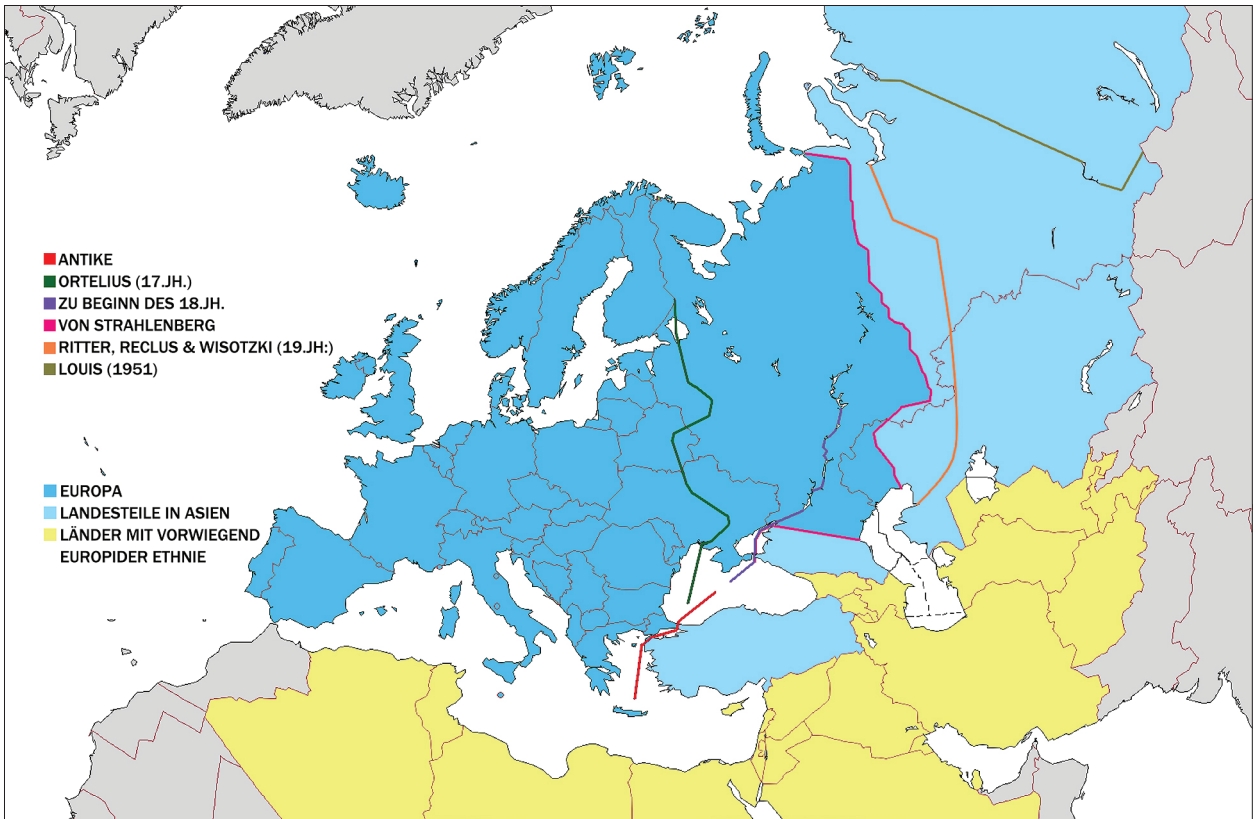 ANTIKE
ORTELIUS (17.JH.)
ZU BEGINN DES 18.JH.
VON STRAHLENBERG
RITTER, RECLUS & WISOTZKI (19.JH:)
LOUIS (1951)
EUROPA
LANDESTEILE IN ASIEN
LÄNDER MIT VORWIEGEND
EUROPIDER ETHNIE